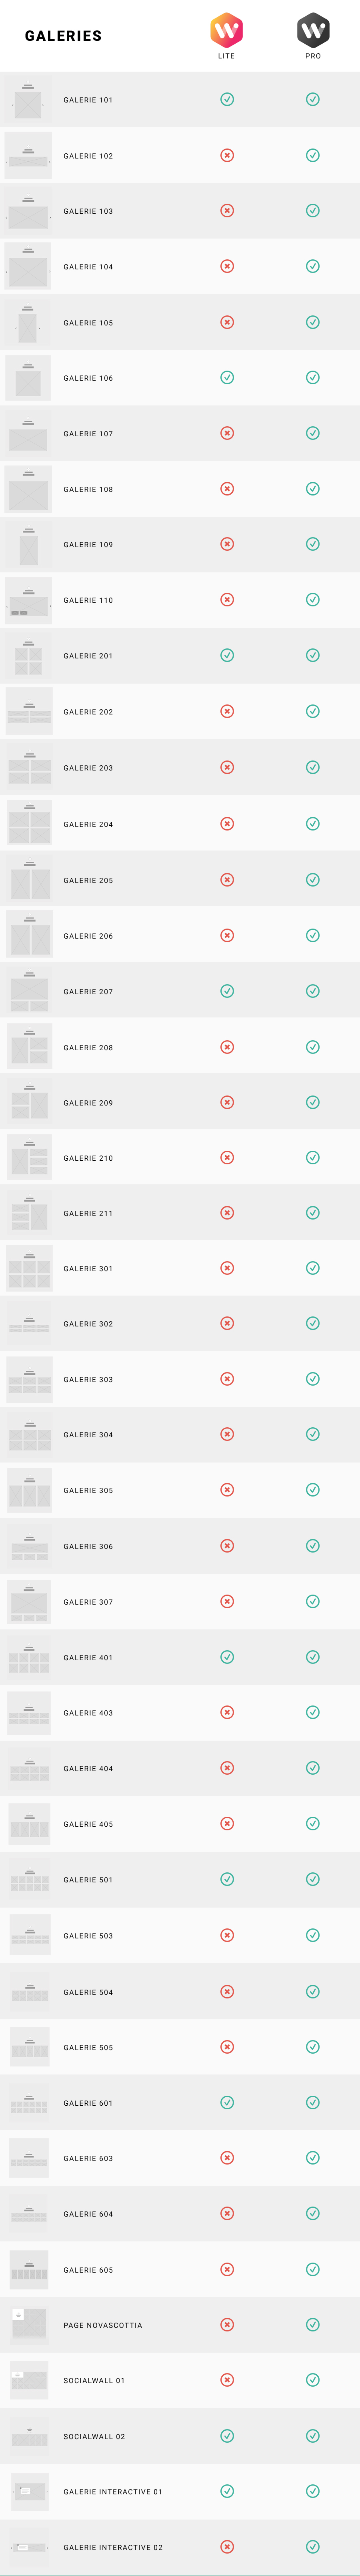 GALERIES
LITE PRO
GALERIE 101
GALERIE 102
GALERIE 103
GALERIE 104
GALERIE 105
GALERIE 106
GALERIE 107
GALERIE 108
GALERIE 109
GALERIE 110
GALERIE 201
GALERIE 202
GALERIE 203
GALERIE 204
GALERIE 205
GALERIE 206
GALERIE 207
GALERIE 208
GALERIE 209
GALERIE 210
GALERIE 211
GALERIE 301
GALERIE 302
GALERIE 303
GALERIE 304
GALERIE 305
GALERIE 306
GALERIE 307
GALERIE 401
GALERIE 403
GALERIE 404
GALERIE 405
GALERIE 501
GALERIE 503
GALERIE 504
GALERIE 505
GALERIE 601
GALERIE 603
GALERIE 604
GALERIE 605
PAGE NOVASCOTTIA
SOCIALWALL 01
SOCIALWALL 02
GALERIE INTERACTIVE 01
GALERIE INTERACTIVE 02